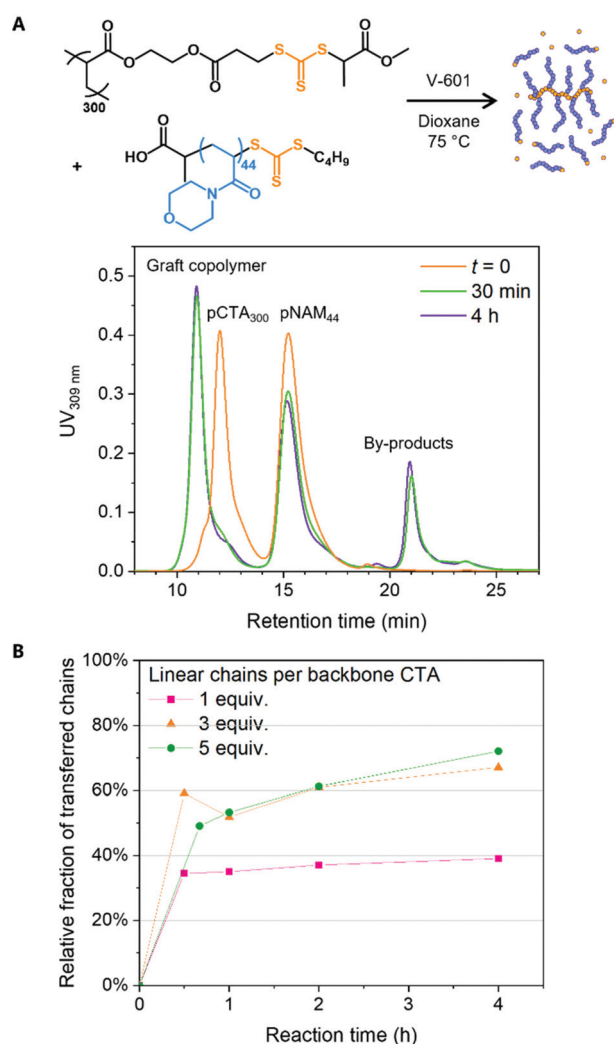 A
O
O
O
O
S
S
O
O
S
300
V-601
Dioxane
75 °C
+
O
HO
S
S
C₄H₉
44
S
N
O
O
Graft copolymer
pCTA₃₀₀
pNAM₄₄
By-products
t = 0
30 min
4 h
0.5
0.4
0.3
0.2
0.1
0.0
UV₃₀₉ ₙₘ
10
15
20
25
Retention time (min)
B
Linear chains per backbone CTA
1 equiv.
3 equiv.
5 equiv.
100%
80%
60%
40%
20%
0%
Relative fraction of transferred chains
0
1
2
3
4
Reaction time (h)